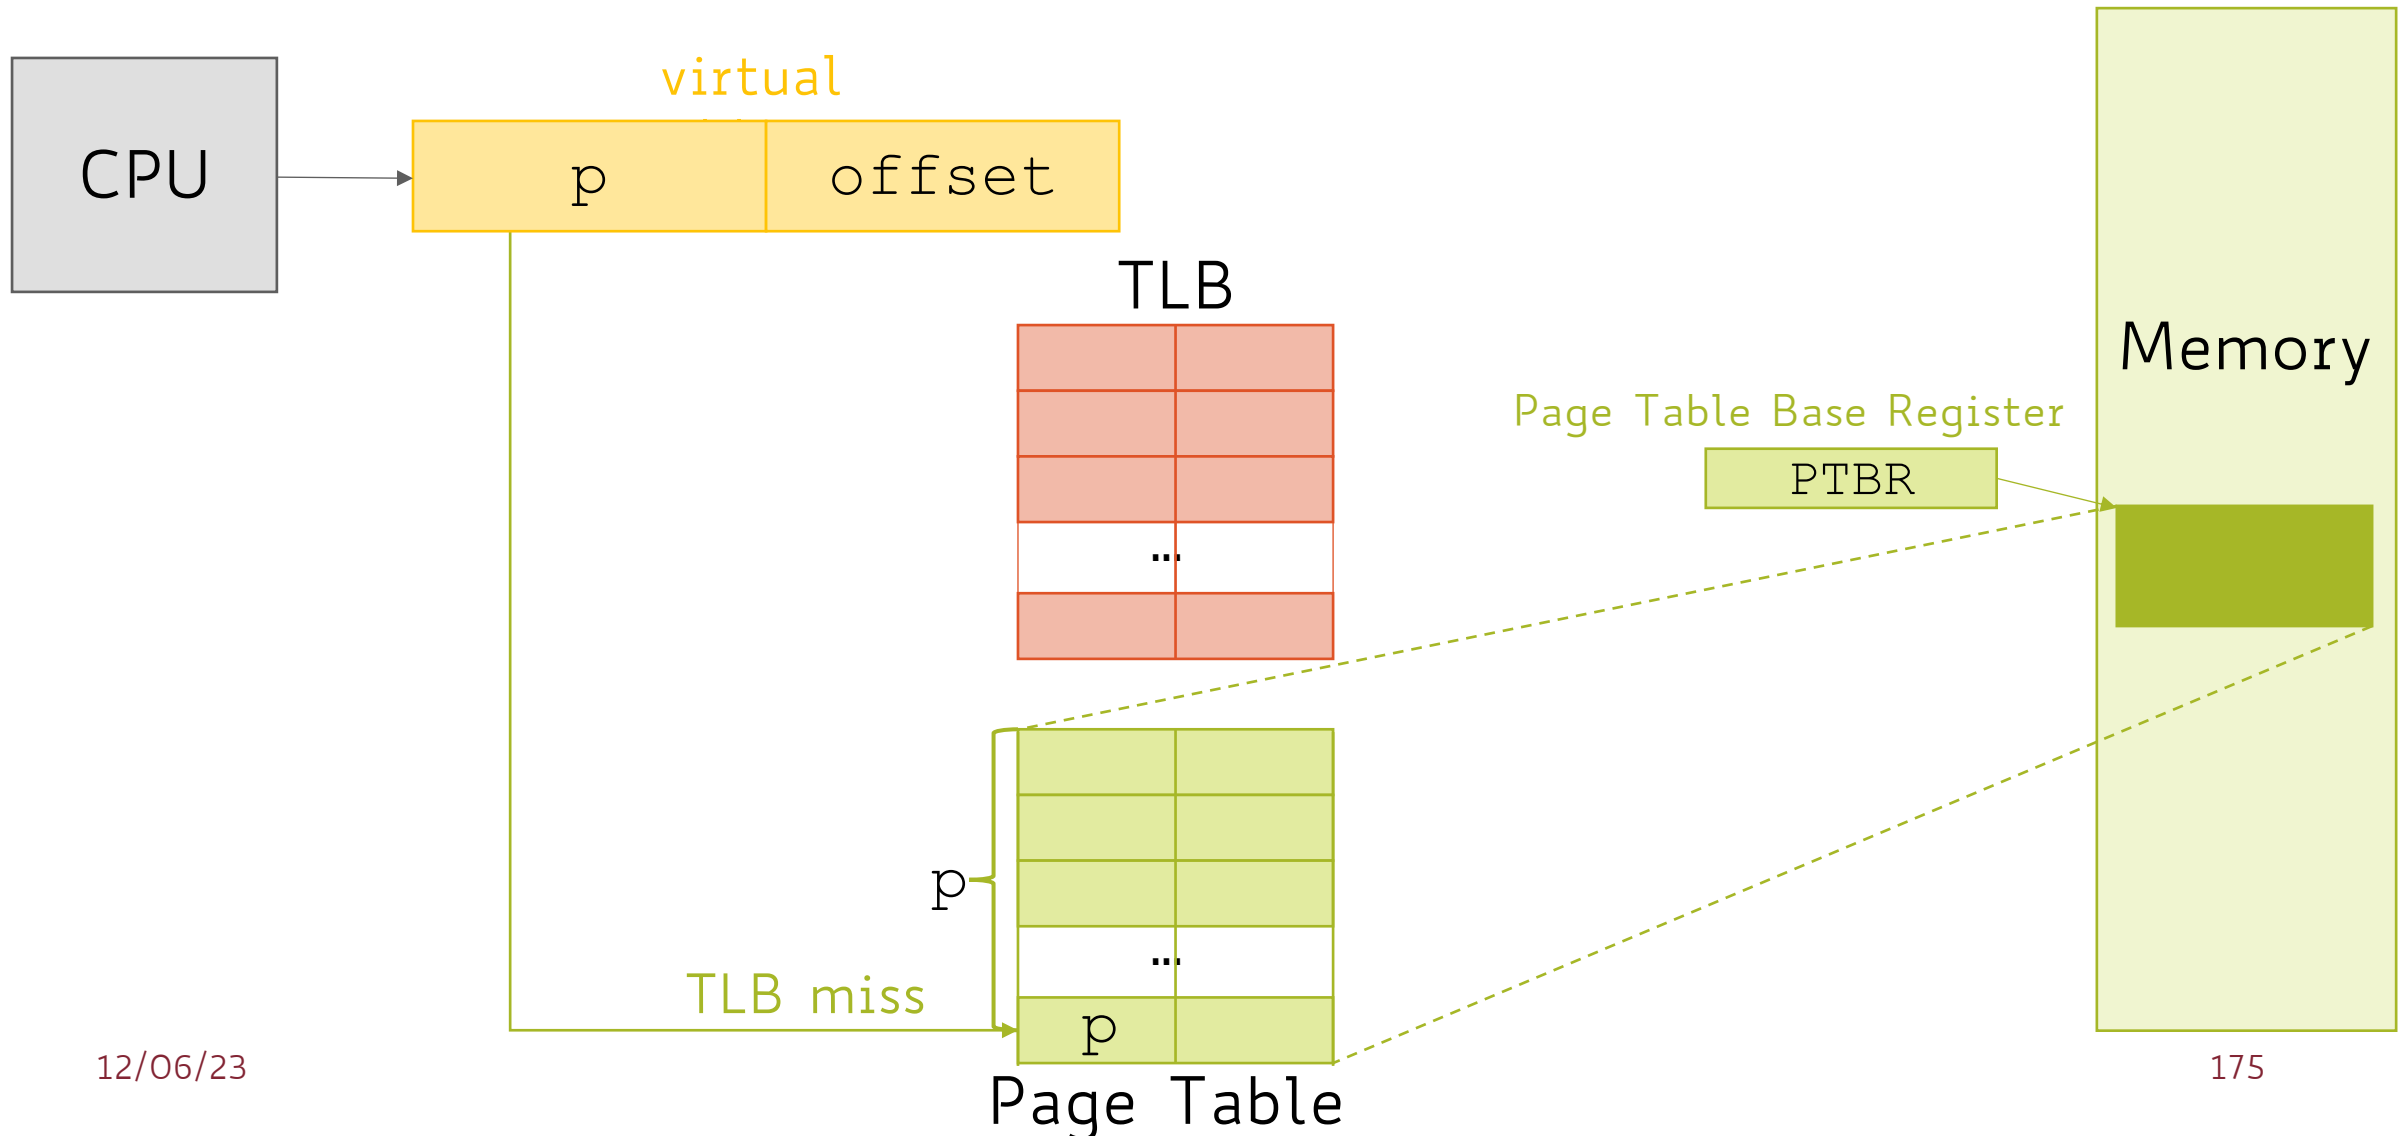 virtual
CPU
p
offset
TLB
Memory
Page Table Base Register
PTBR
…
p
…
TLB miss
p
12/06/23
175
Page Table